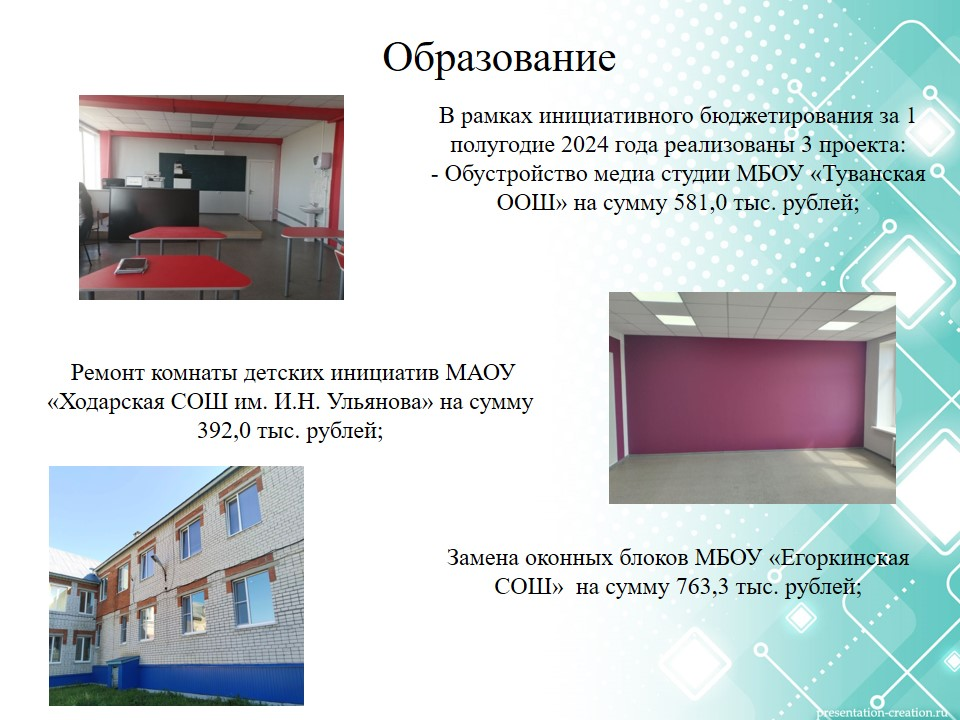 Образование
В рамках инициативного бюджетирования за 1
полугодие 2024 года реализованы 3 проекта:
- Обустройство медиа студии МБОУ «Туванская
ООШ» на сумму 581,0 тыс. рублей;
Ремонт комнаты детских инициатив МАОУ
«Ходарская СОШ им. И.Н. Ульянова» на сумму
392,0 тыс. рублей;
Замена оконных блоков МБОУ «Егоркинская
СОШ» на сумму 763,3 тыс. рублей;
presentation-creation.ru